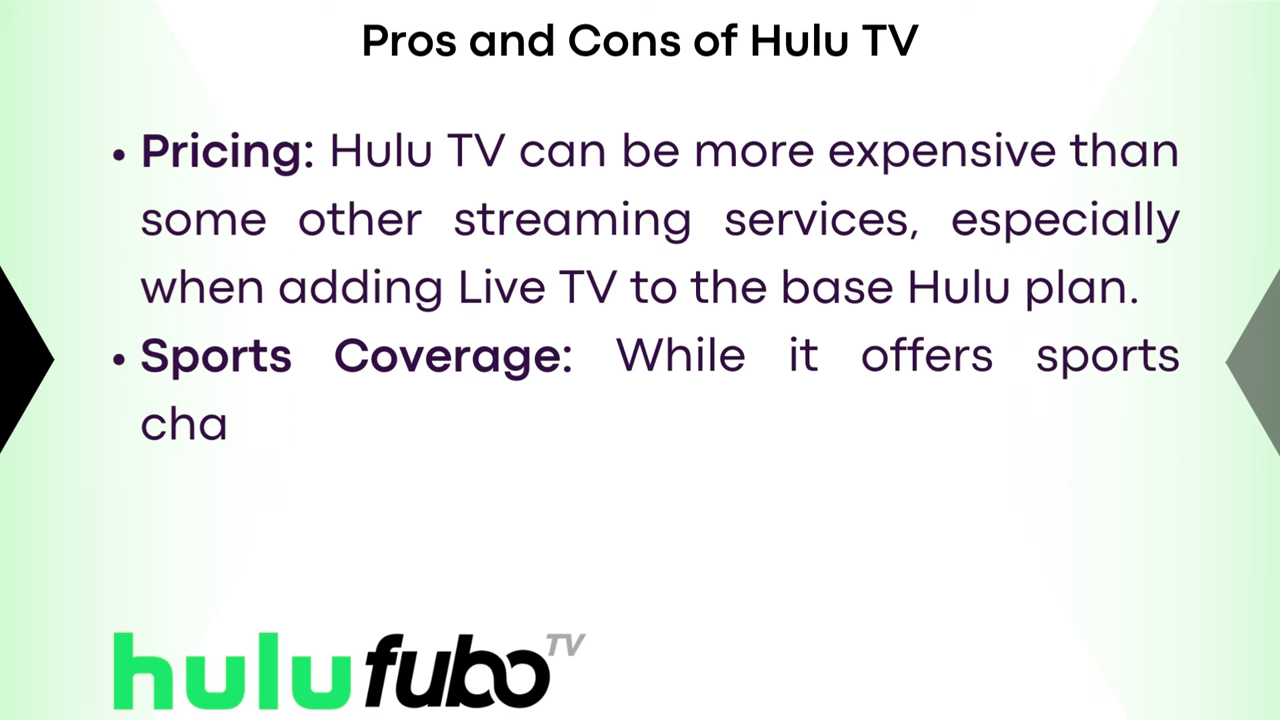 Pros and Cons of Hulu TV
• Pricing: Hulu TV can be more expensive than
some other streaming services, especially
when adding Live TV to the base Hulu plan.
• Sports Coverage: While it offers sports
cha
hulu fubo TV